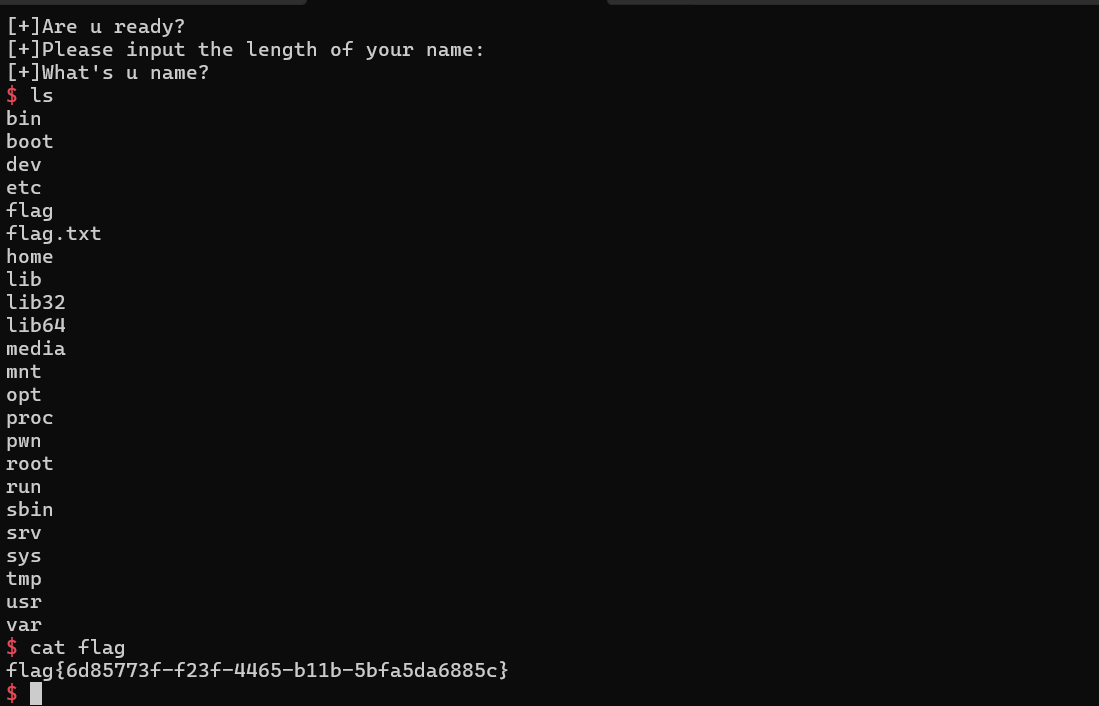 [+]Are u ready?
[+]Please input the length of your name:
[+]What's u name?
$ ls
bin
boot
dev
etc
flag
flag.txt
home
lib
lib32
lib64
media
mnt
opt
proc
pwn
root
run
sbin
srv
sys
tmp
usr
var
$ cat flag
flag{6d85773f-f23f-4465-b11b-5bfa5da6885c}
$